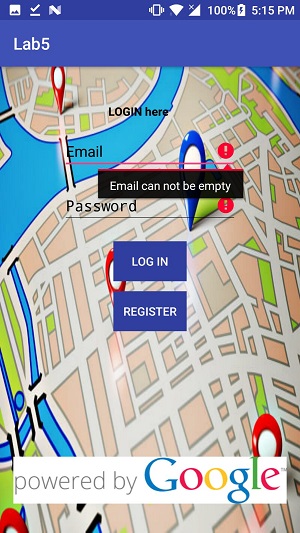 100% 5:15 PM
Lab5
LOGIN here
Email
Email can not be empty
Password
LOG IN
REGISTER
powered by Google™